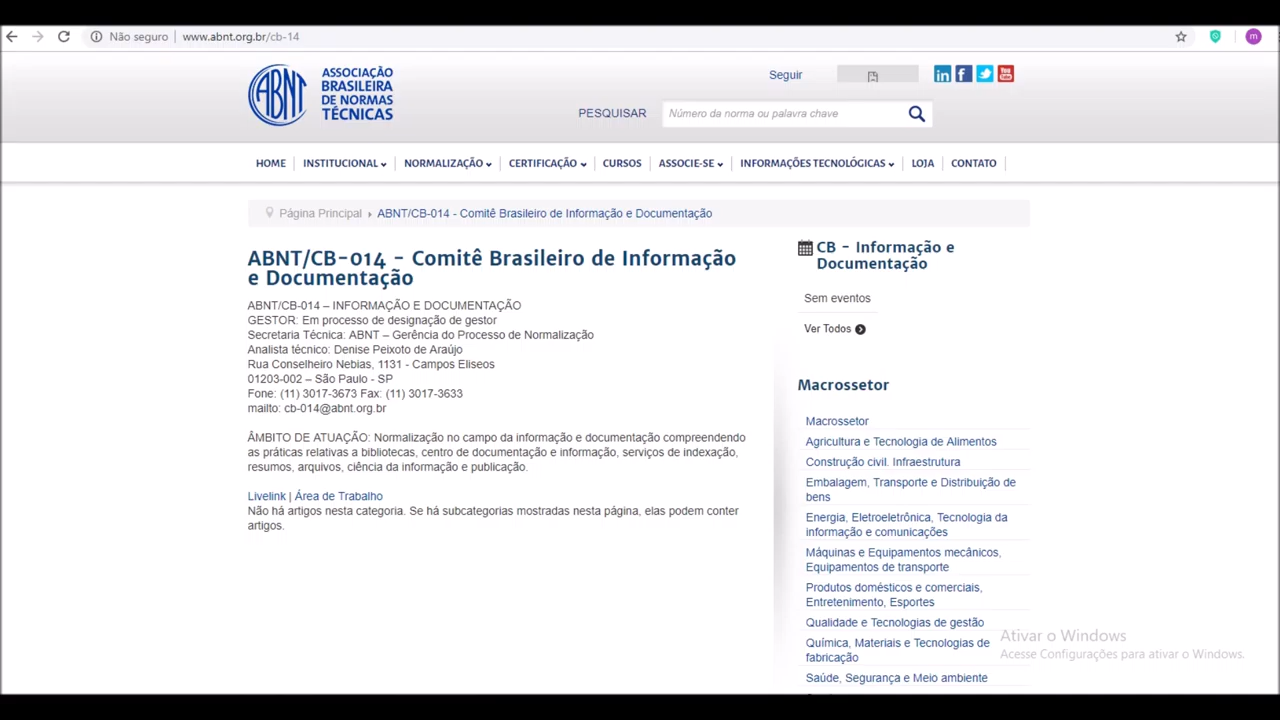 Não seguro | www.abnt.org.br/cb-14
m
ABNT
ASSOCIAÇÃO
BRASILEIRA
DE NORMAS
TÉCNICAS
Seguir
in f You Tube
PESQUISAR Número da norma ou palavra chave
HOME INSTITUCIONAL NORMALIZAÇÃO CERTIFICAÇÃO CURSOS ASSOCIE-SE INFORMAÇÕES TECNOLÓGICAS LOJA CONTATO
Página Principal ABNT/CB-014 - Comitê Brasileiro de Informação e Documentação
ABNT/CB-014 - Comitê Brasileiro de Informação
e Documentação
ABNT/CB-014 – INFORMAÇÃO E DOCUMENTAÇÃO
GESTOR: Em processo de designação de gestor
Secretaria Técnica: ABNT – Gerência do Processo de Normalização
Analista técnico: Denise Peixoto de Araújo
Rua Conselheiro Nebias, 1131 - Campos Eliseos
01203-002 – São Paulo - SP
Fone: (11) 3017-3673 Fax: (11) 3017-3633
mailto: cb-014@abnt.org.br
ÂMBITO DE ATUAÇÃO: Normalização no campo da informação e documentação compreendendo
as práticas relativas a bibliotecas, centro de documentação e informação, serviços de indexação,
resumos, arquivos, ciência da informação e publicação.
Livelink | Área de Trabalho
Não há artigos nesta categoria. Se há subcategorias mostradas nesta página, elas podem conter
artigos.
CB - Informação e
Documentação
Sem eventos
Ver Todos
Macrossetor
Macrossetor
Agricultura e Tecnologia de Alimentos
Construção civil. Infraestrutura
Embalagem, Transporte e Distribuição de
bens
Energia, Eletroeletrônica, Tecnologia da
informação e comunicações
Máquinas e Equipamentos mecânicos,
Equipamentos de transporte
Produtos domésticos e comerciais,
Entretenimento, Esportes
Qualidade e Tecnologias de gestão
Química, Materiais e Tecnologias de
fabricação
Saúde, Segurança e Meio ambiente
Ativar o Windows
Acesse Configurações para ativar o Windows.